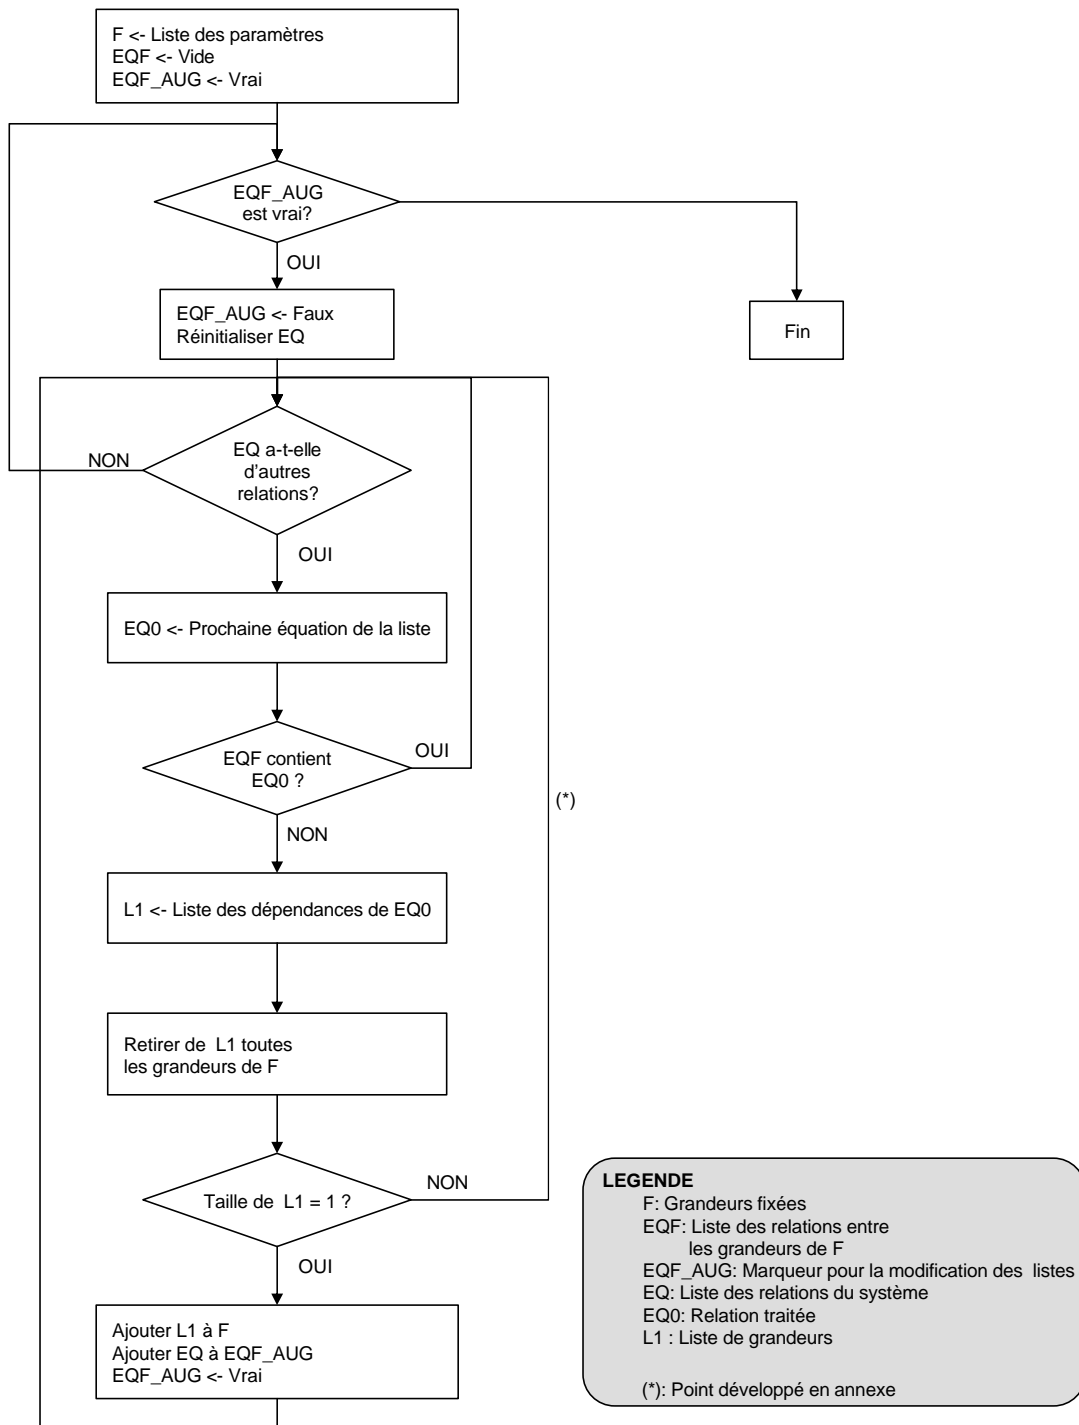 F <- Liste des paramètres
EQF <- Vide
EQF_AUG <- Vrai
EQF_AUG
est vrai?
OUI
EQF_AUG <- Faux
Réinitialiser EQ
Fin
EQ a-t-elle
d'autres
relations?
NON
OUI
EQ0 <- Prochaine équation de la liste
EQF contient
EQ0 ?
OUI
(*)
NON
L1 <- Liste des dépendances de EQ0
Retirer de L1 toutes
les grandeurs de F
Taille de L1 = 1 ?
NON
OUI
Ajouter L1 à F
Ajouter EQ à EQF_AUG
EQF_AUG <- Vrai
LEGENDE
F: Grandeurs fixées
EQF: Liste des relations entre
les grandeurs de F
EQF_AUG: Marqueur pour la modification des listes
EQ: Liste des relations du système
EQ0: Relation traitée
L1 : Liste de grandeurs
(*): Point développé en annexe